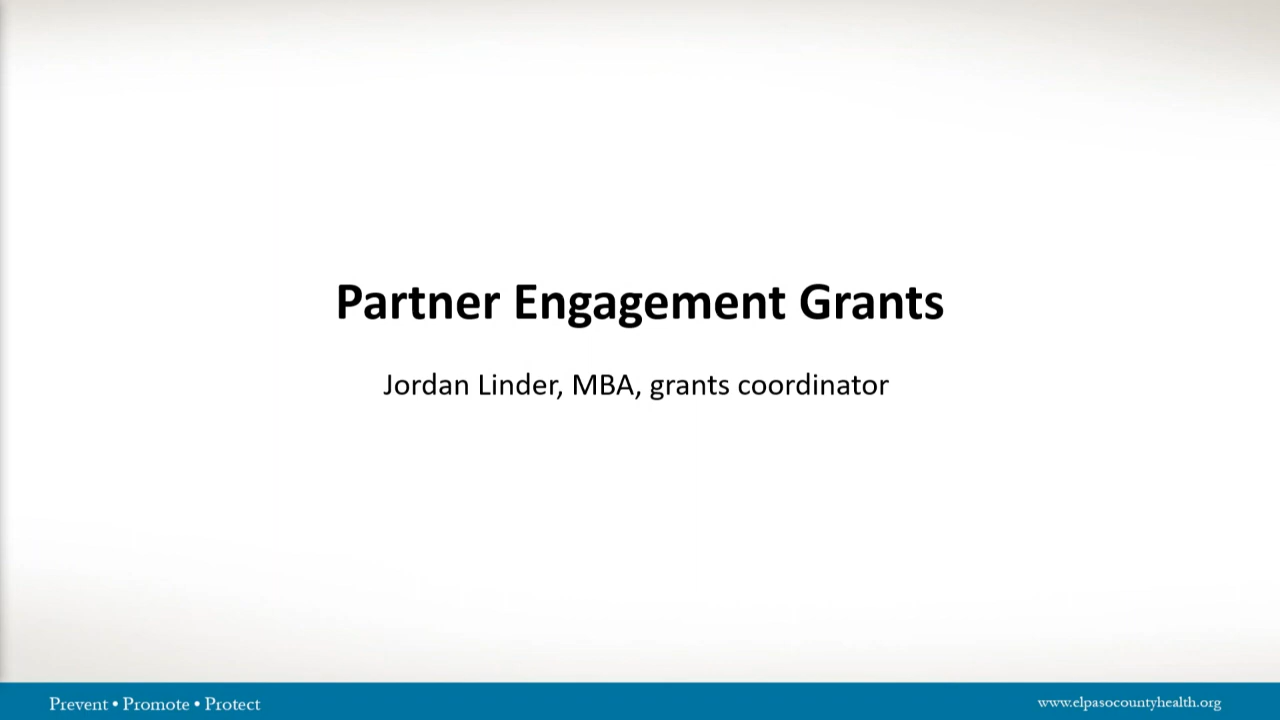 Partner Engagement Grants
Jordan Linder, MBA, grants coordinator
Prevent • Promote • Protect
www.elpasocountyhealth.org